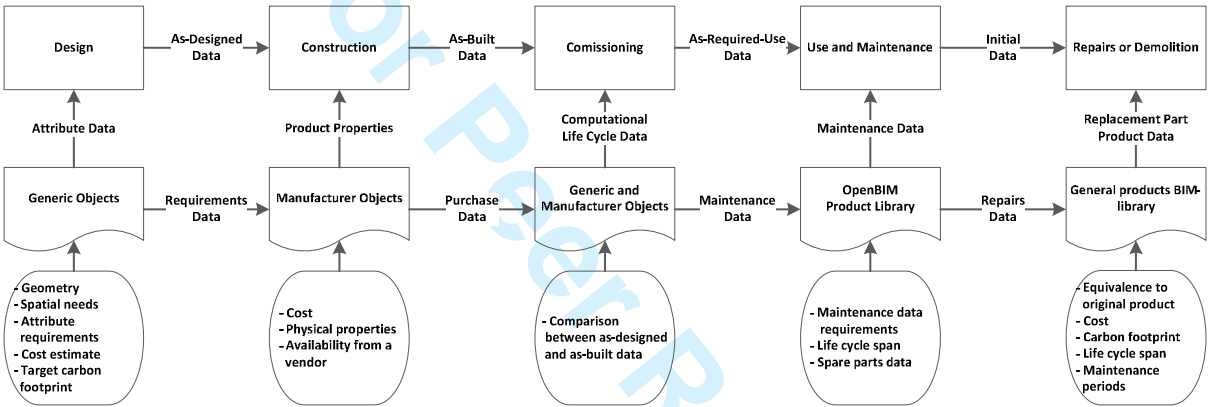 Design
As-Designed
Data
Construction
As-Built
Data
Comissioning
As-Required-Use
Data
Use and Maintenance
Initial
Data
Repairs or Demolition
Attribute Data
Product Properties
Computational
Life Cycle Data
Maintenance Data
Replacement Part
Product Data
Generic Objects
Requirements
Data
Manufacturer Objects
Purchase
Data
Generic and
Manufacturer Objects
Maintenance
Data
OpenBIM
Product Library
Repairs
Data
General products BIM-
library
- Geometry
- Spatial needs
- Attribute
requirements
- Cost estimate
- Target carbon
footprint
- Cost
- Physical properties
- Availability from a
vendor
- Comparison
between as-designed
and as-built data
- Maintenance data
requirements
- Life cycle span
- Spare parts data
- Equivalence to
original product
- Cost
- Carbon footprint
- Life cycle span
- Maintenance
periods
or Peer R